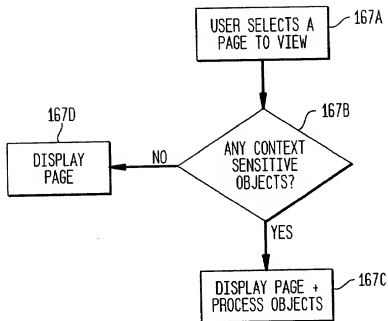 USER SELECTS A
PAGE TO VIEW
167A
167B
ANY CONTEXT
SENSITIVE
OBJECTS?
167D
DISPLAY
PAGE
NO
YES
DISPLAY PAGE +
PROCESS OBJECTS
167C